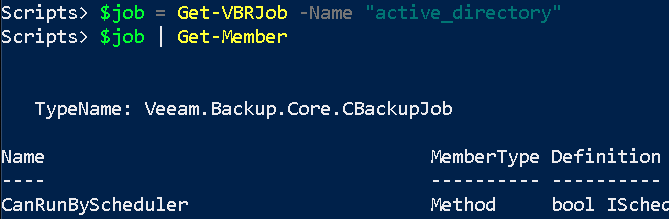 Scripts> $job = Get-VBRJob -Name "active_directory"
Scripts> $job | Get-Member
TypeName: Veeam.Backup.Core.CBackupJob
Name MemberType Definition
---- ---------- ----------
CanRunByScheduler Method bool ISched